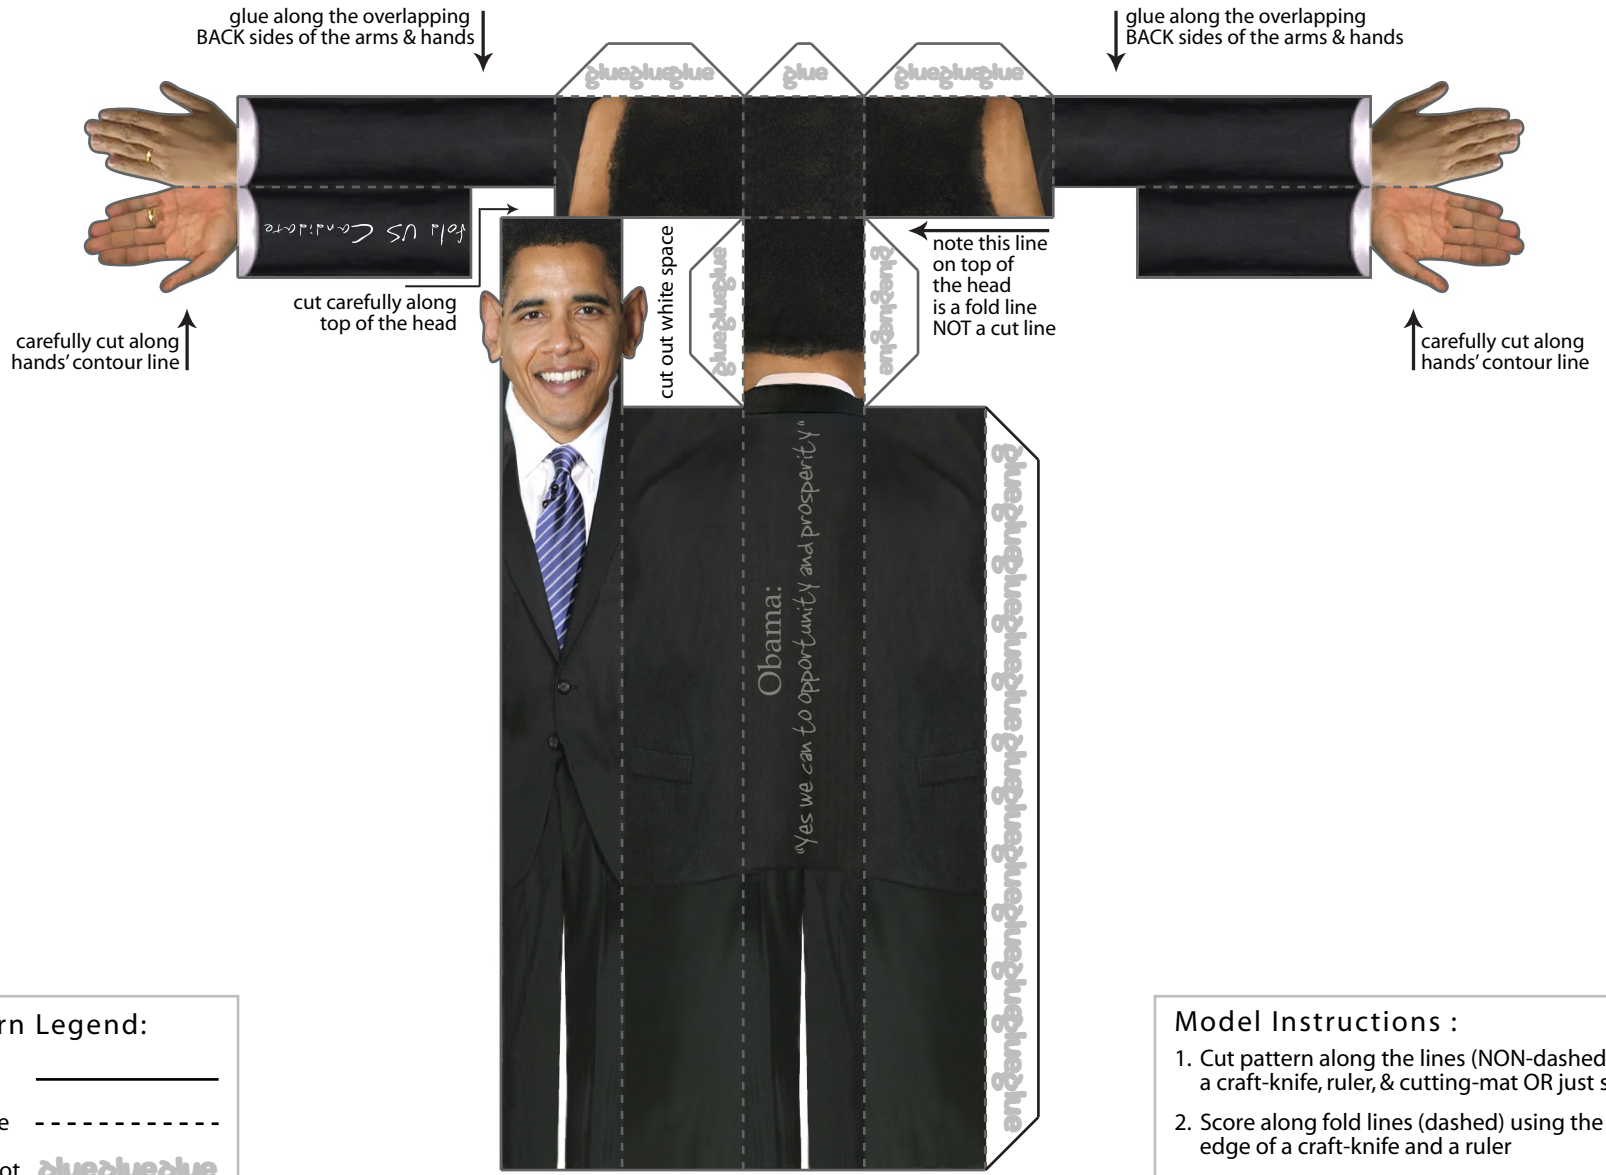 glue along the overlapping
BACK sides of the arms & hands
glue along the overlapping
BACK sides of the arms & hands
glueglueglue
glue
glueglueglue
Fold US Candidate
cut carefully along
top of the head
cut out white space
glueglueglue
glueglueglue
note this line
on top of
the head
is a fold line
NOT a cut line
carefully cut along
hands' contour line
carefully cut along
hands' contour line
Obama:
"Yes we can to opportunity and prosperity"
rn Legend:
e
ot
glueglueglue
Model Instructions :
1. Cut pattern along the lines (NON-dashed
a craft-knife, ruler, & cutting-mat OR just s
2. Score along fold lines (dashed) using the
edge of a craft-knife and a ruler